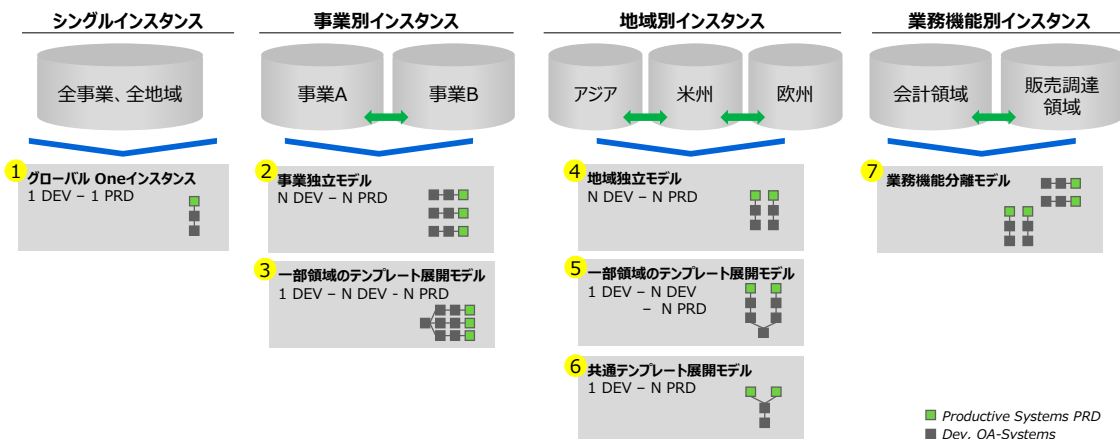 シングルインスタンス
全事業、全地域
1
グローバル Oneインスタンス
1 DEV – 1 PRD
事業別インスタンス
事業A
事業B
2
事業独立モデル
N DEV – N PRD
3
一部領域のテンプレート展開モデル
1 DEV – N DEV - N PRD
地域別インスタンス
アジア
米州
欧州
4
地域独立モデル
N DEV – N PRD
5
一部領域のテンプレート展開モデル
1 DEV – N DEV
– N PRD
6
共通テンプレート展開モデル
1 DEV – N PRD
業務機能別インスタンス
会計領域
販売調達
領域
7
業務機能分離モデル
Productive Systems PRD
Dev, QA-Systems